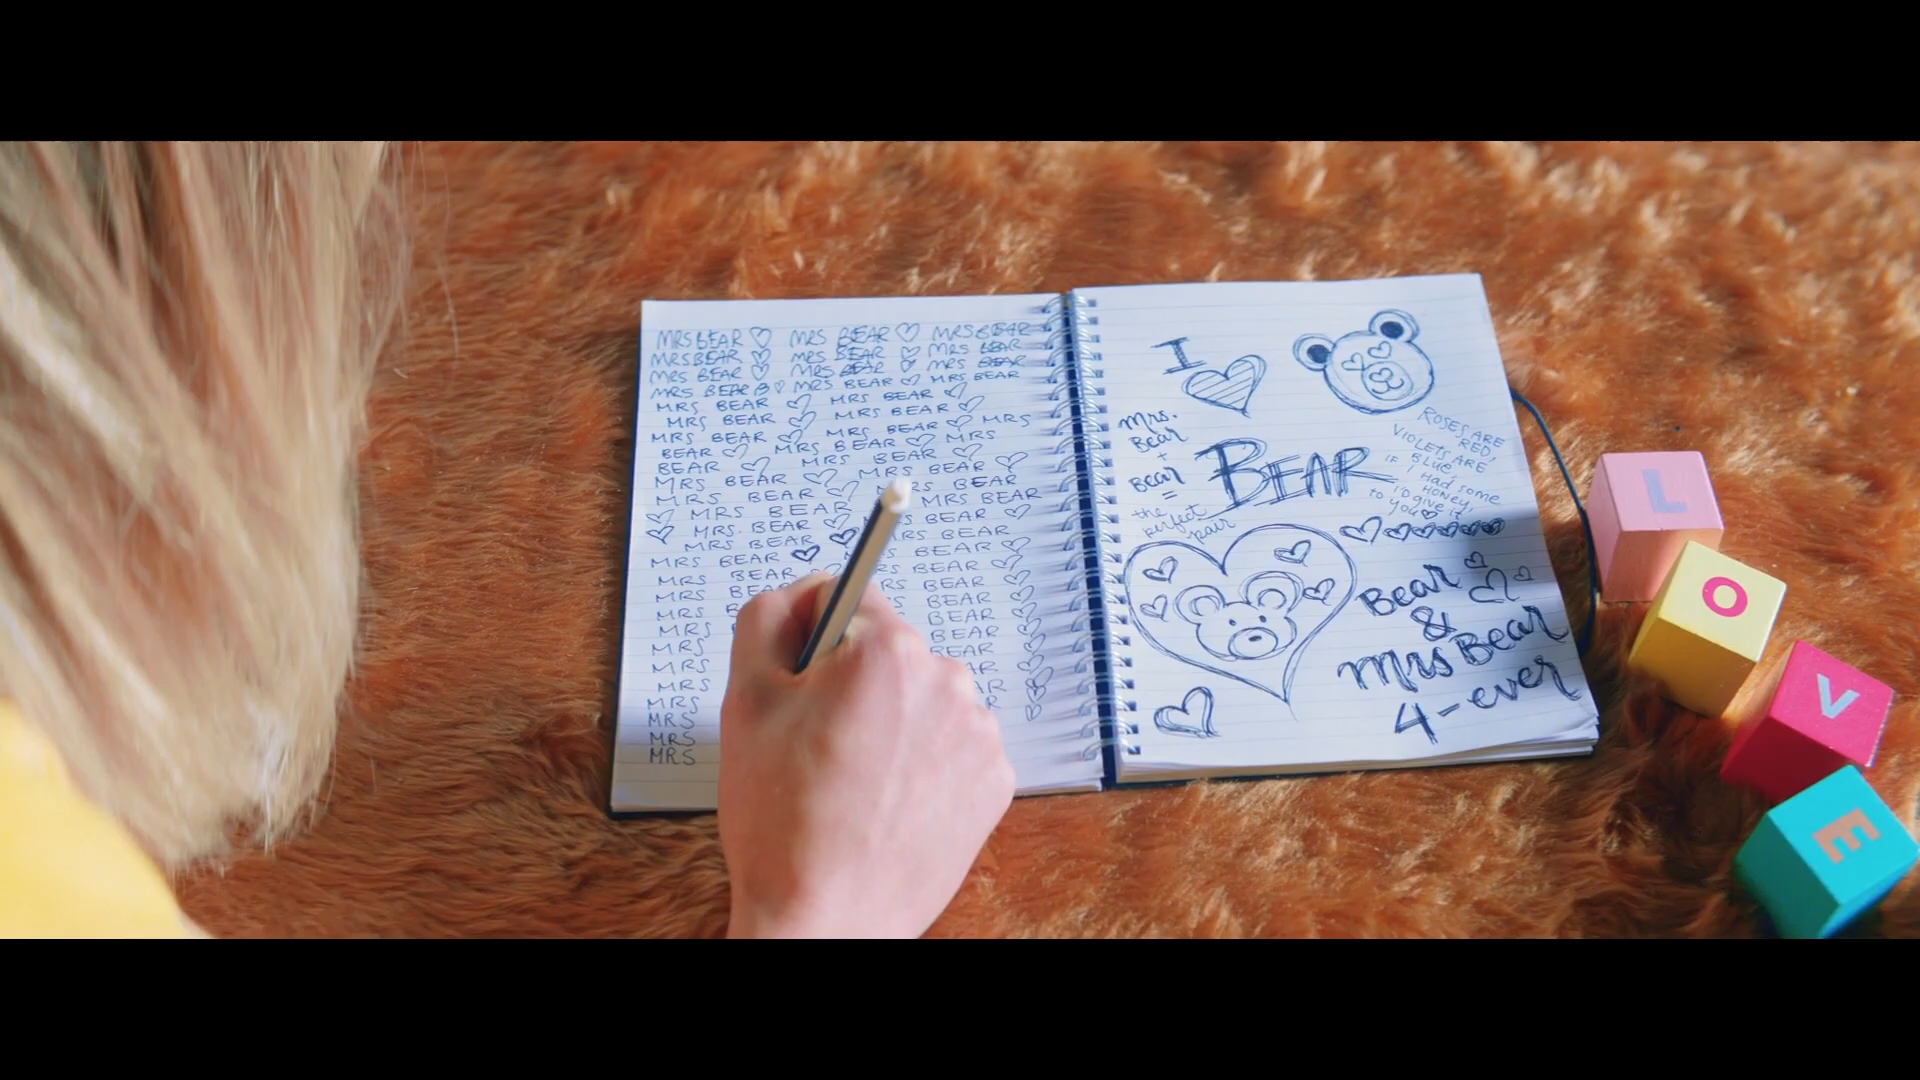 MRS BEAR ♡ MRS BEAR ♡ MRS BEAR
MRS BEAR ♡ MRS BEAR ♡ MRS BEAR
MRS BEAR ♡ MRS BEAR ♡ MRS BEAR
MRS BEAR ♡ MRS BEAR ♡ MRS BEAR
MRS BEAR ♡ MRS BEAR ♡
MRS BEAR ♡ MRS BEAR ♡
MRS BEAR ♡ MRS BEAR ♡ MRS
BEAR ♡ MRS BEAR ♡ MRS
BEAR ♡ MRS BEAR ♡
MRS BEAR ♡ MRS BEAR ♡
MRS BEAR ♡ MRS BEAR
♡ MRS BEAR MRS BEAR
♡ MRS. BEAR ♡ BEAR ♡
MRS BEAR ♡ MRS BEAR
MRS BEAR ♡ BEAR ♡
MRS BEAR BEAR ♡
MRS BEAR ♡
MRS BEAR ♡
MRS BEAR ♡
MRS BEAR ♡
MRS ♡
MRS ♡
MRS ♡
MRS
MRS
MRS
MRS
I ♡
Mrs.
Bear
+
Bear
=
the
perfect
pair
BEAR
ROSES ARE
RED,
VIOLETS ARE
BLUE,
IF I
Had some
HONEY,
I'D give it
to you ♡
Bear
&
Mrs Bear
4-ever
L
O
V
E